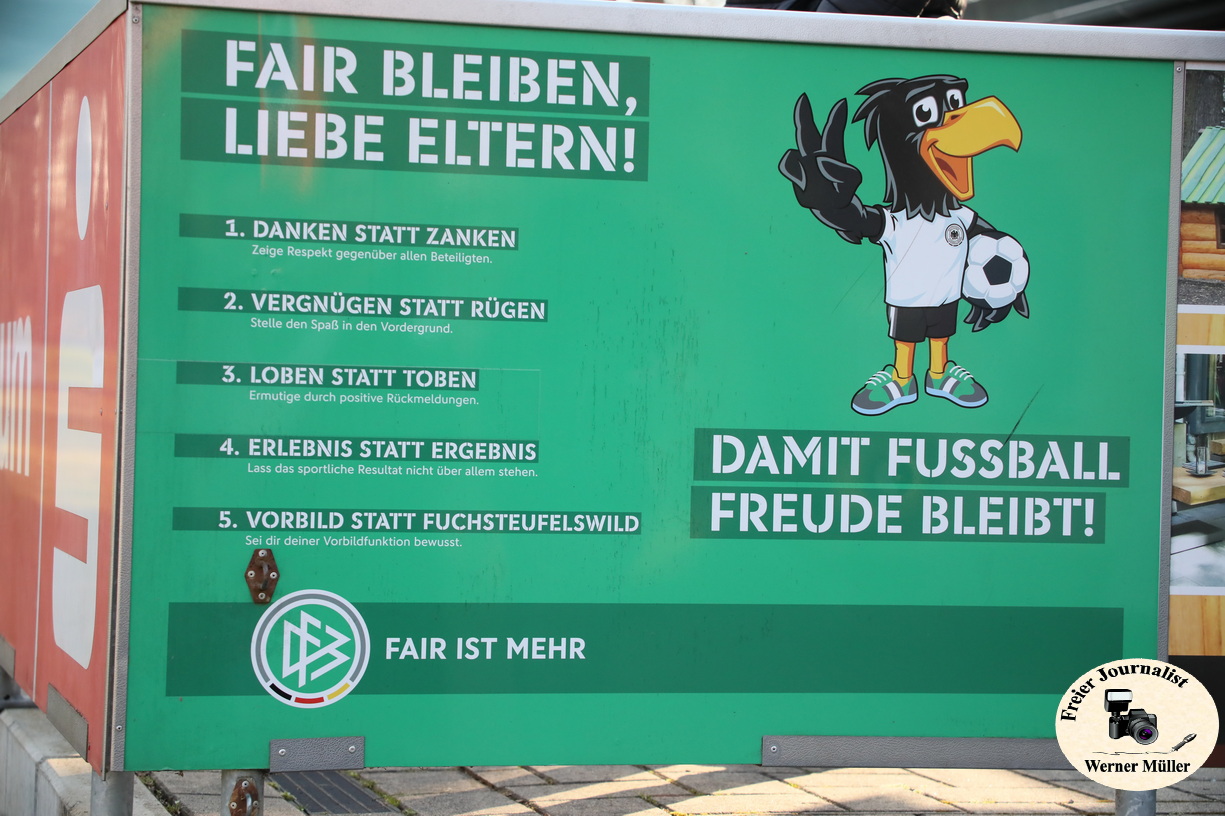 FAIR BLEIBEN,
LIEBE ELTERN!
1. DANKEN STATT ZANKEN
Zeige Respekt gegenüber allen Beteiligten.
2. VERGNÜGEN STATT RÜGEN
Stelle den Spaß in den Vordergrund.
3. LOBEN STATT TOBEN
Ermutige durch positive Rückmeldungen.
4. ERLEBNIS STATT ERGEBNIS
Lass das sportliche Resultat nicht über allem stehen.
5. VORBILD STATT FUCHSTEUFELSWILD
Sei dir deiner Vorbildfunktion bewusst.
DAMIT FUSSBALL
FREUDE BLEIBT!
DFB
FAIR IST MEHR
Freier Journalist
Werner Müller